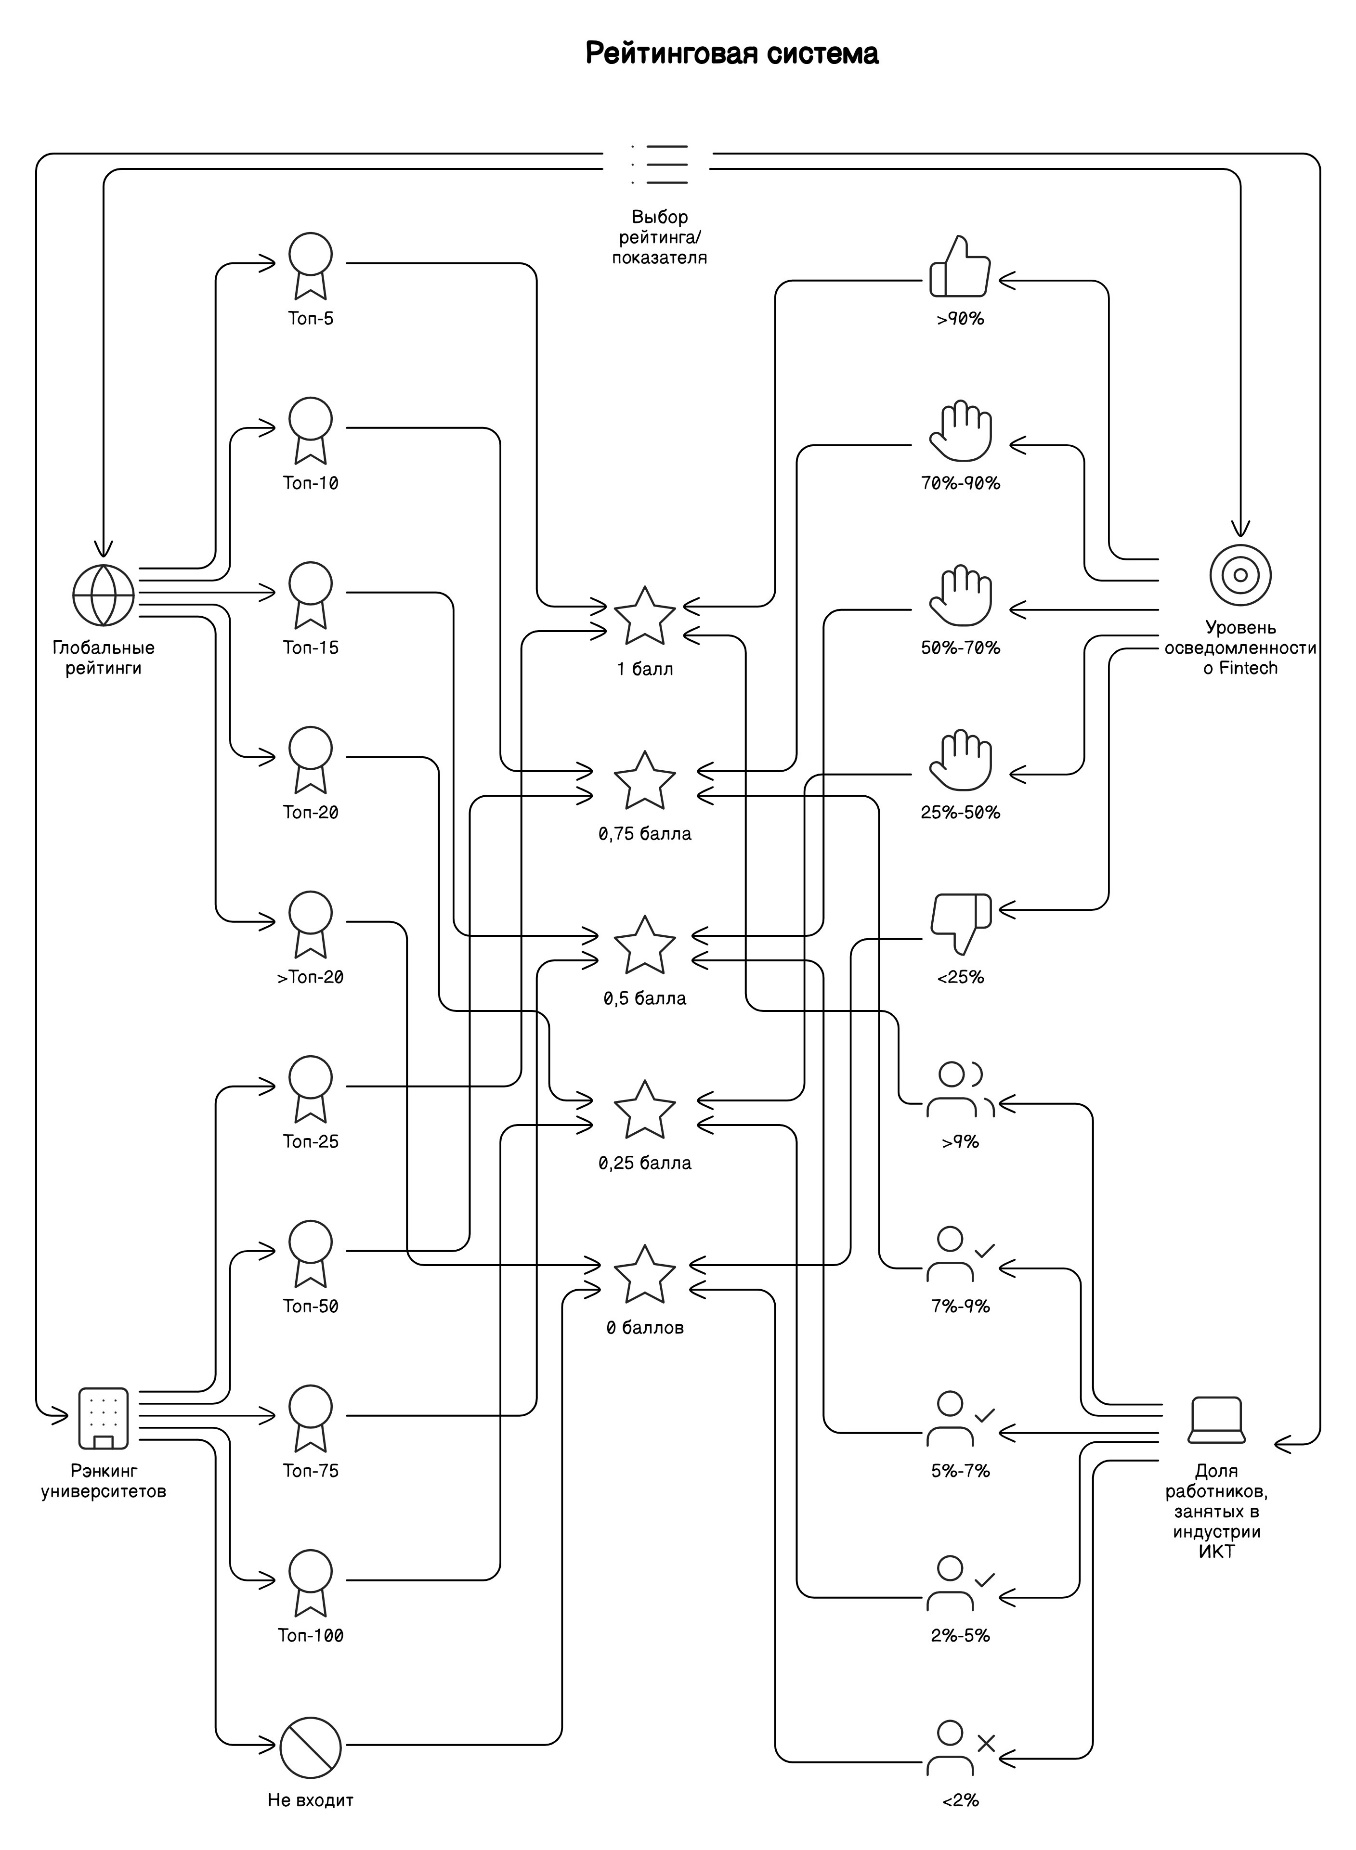 Рейтинговая система
Выбор
рейтинга/
показателя
Топ-5
>90%
Топ-10
70%-90%
Глобальные
рейтинги
Топ-15
1 балл
50%-70%
Уровень
осведомленности
о Fintech
Топ-20
0,75 балла
25%-50%
>Топ-20
0,5 балла
<25%
Топ-25
0,25 балла
>9%
Топ-50
0 баллов
7%-9%
Рэнкинг
университетов
Топ-75
5%-7%
Доля
работников,
занятых в
индустрии
ИКТ
Топ-100
2%-5%
Не входит
<2%